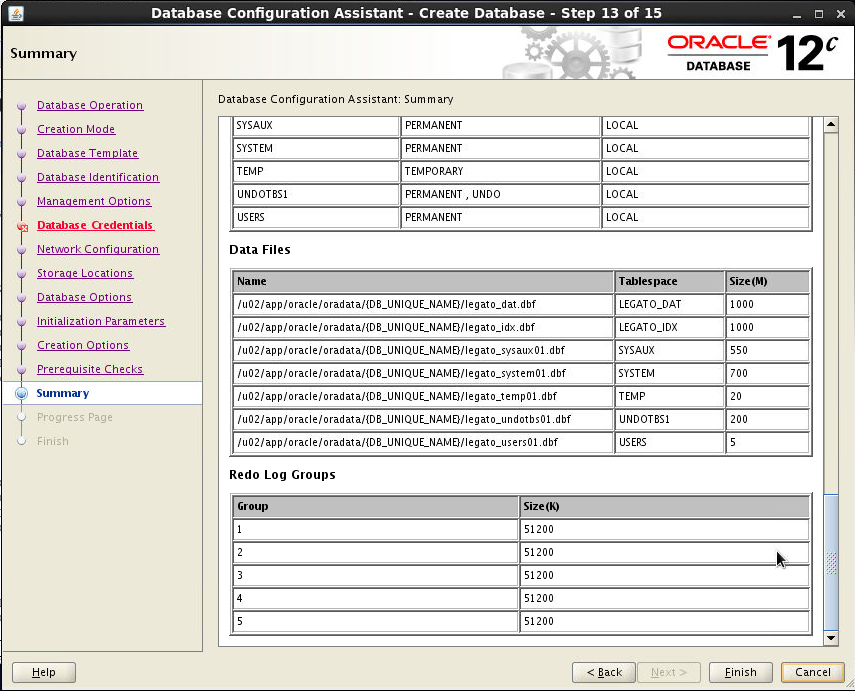 Database Configuration Assistant - Create Database - Step 13 of 15
Summary
ORACLE
DATABASE
12c
Database Operation
Creation Mode
Database Template
Database Identification
Management Options
Database Credentials
Network Configuration
Storage Locations
Database Options
Initialization Parameters
Creation Options
Prerequisite Checks
Summary
Progress Page
Finish
Database Configuration Assistant: Summary
SYSAUX PERMANENT LOCAL
SYSTEM PERMANENT LOCAL
TEMP TEMPORARY LOCAL
UNDOTBS1 PERMANENT , UNDO LOCAL
USERS PERMANENT LOCAL
Data Files
Name Tablespace Size(M)
/u02/app/oracle/oradata/{DB_UNIQUE_NAME}/legato_dat.dbf LEGATO_DAT 1000
/u02/app/oracle/oradata/{DB_UNIQUE_NAME}/legato_idx.dbf LEGATO_IDX 1000
/u02/app/oracle/oradata/{DB_UNIQUE_NAME}/legato_sysaux01.dbf SYSAUX 550
/u02/app/oracle/oradata/{DB_UNIQUE_NAME}/legato_system01.dbf SYSTEM 700
/u02/app/oracle/oradata/{DB_UNIQUE_NAME}/legato_temp01.dbf TEMP 20
/u02/app/oracle/oradata/{DB_UNIQUE_NAME}/legato_undotbs01.dbf UNDOTBS1 200
/u02/app/oracle/oradata/{DB_UNIQUE_NAME}/legato_users01.dbf USERS 5
Redo Log Groups
Group Size(K)
1 51200
2 51200
3 51200
4 51200
5 51200
Help < Back Next > Finish Cancel